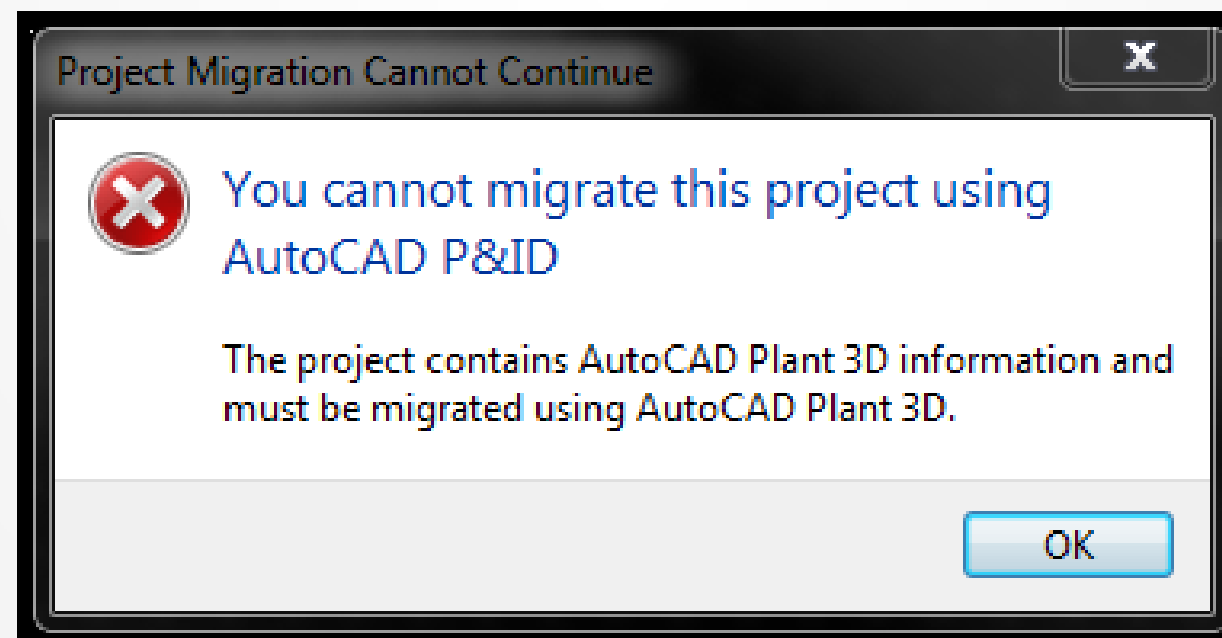 Project Migration Cannot Continue
You cannot migrate this project using
AutoCAD P&ID
The project contains AutoCAD Plant 3D information and
must be migrated using AutoCAD Plant 3D.
OK